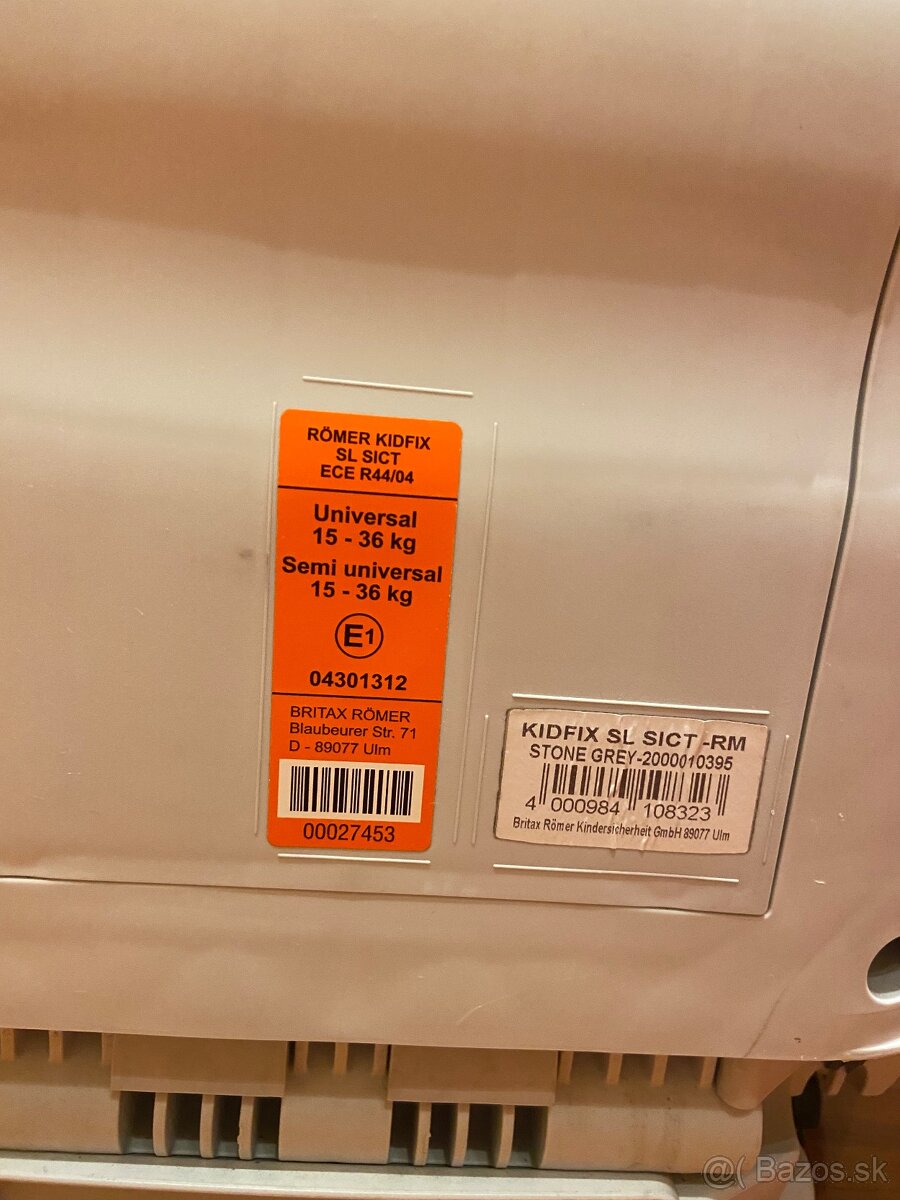 RÖMER KIDFIX
SL SICT
ECE R44/04
Universal
15 - 36 kg
Semi universal
15 - 36 kg
E1
04301312
BRITAX RÖMER
Blaubeurer Str. 71
D - 89077 Ulm
00027453
KIDFIX SL SICT -RM
STONE GREY-2000010395
4 000984 108323
Britax Römer Kindersicherheit GmbH 89077 Ulm
@( Bazos.sk